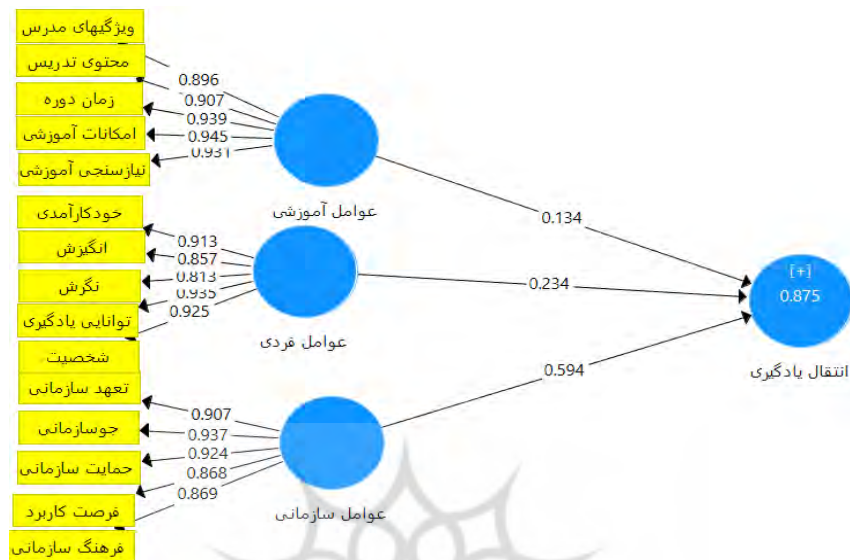 ویژگیهای مدرس
محتوی تدریس
زمان دوره
امکانات آموزشی
نیازسنجی آموزشی
0.896
0.907
0.939
0.945
0.931
عوامل آموزشی
0.134
خودکارآمدی
انگیزش
نگرش
توانایی یادگیری
شخصیت
0.913
0.857
0.813
0.935
0.925
عوامل فردی
0.234
تعهد سازمانی
جوسازمانی
حمایت سازمانی
فرصت کاربرد
فرهنگ سازمانی
0.907
0.937
0.924
0.868
0.869
عوامل سازمانی
0.594
[+]
0.875
انتقال یادگیری